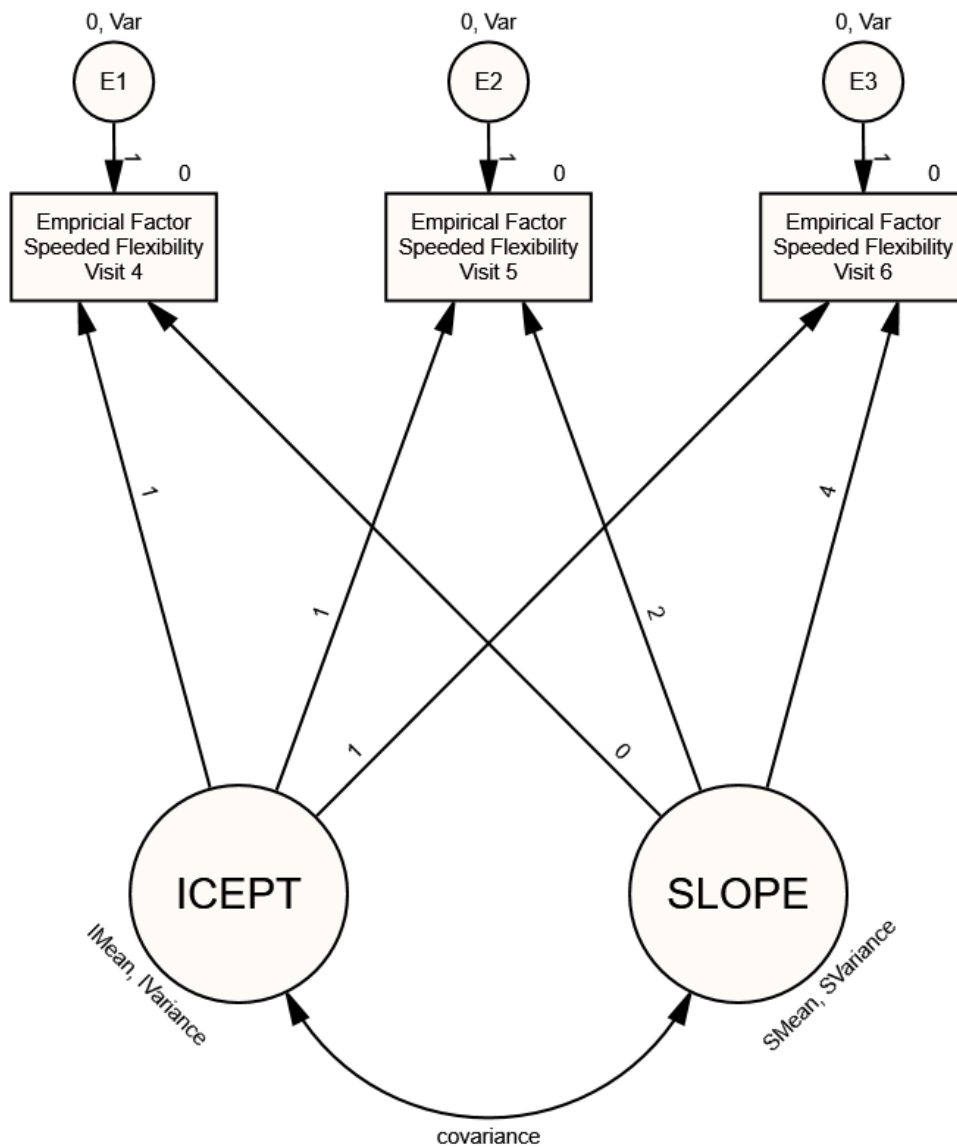 0, Var
0, Var
0, Var
E1
E2
E3
1
0
1
0
1
0
Empricial Factor
Speeded Flexibility
Visit 4
Empirical Factor
Speeded Flexibility
Visit 5
Empirical Factor
Speeded Flexibility
Visit 6
1
4
1
2
1
0
ICEPT
SLOPE
IMean, IVariance
SMean, SVariance
covariance